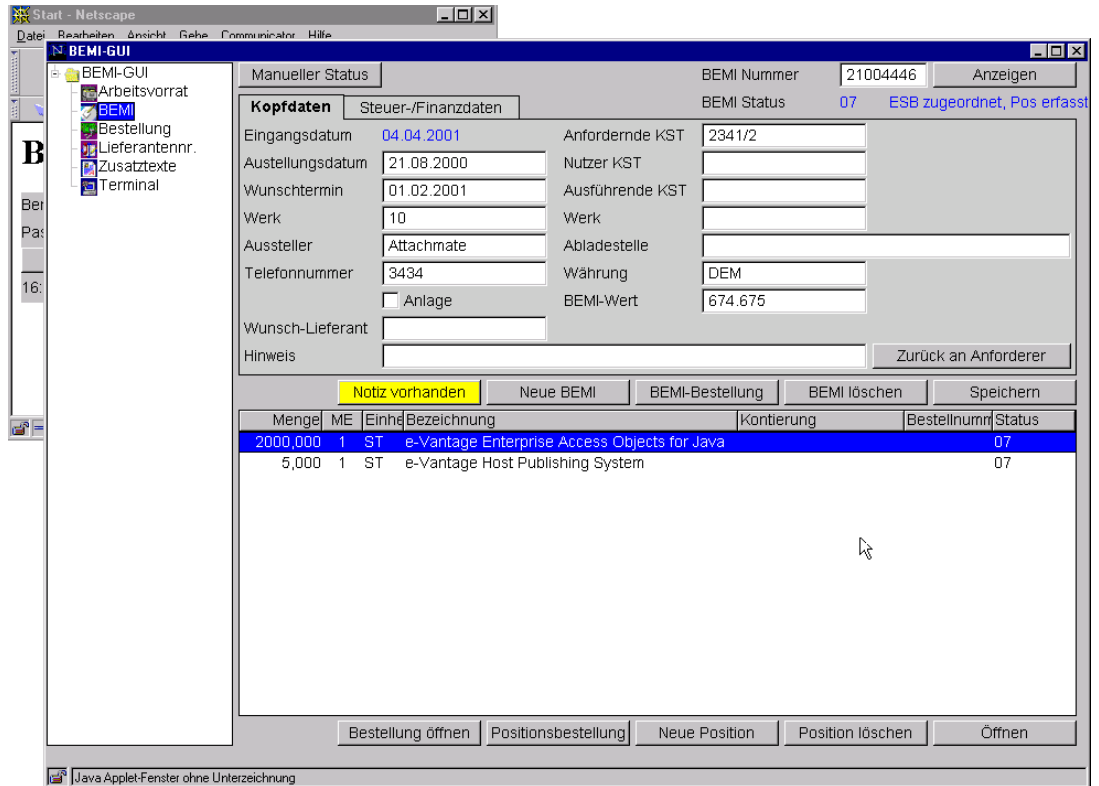 Start - Netscape
Datei Bearbeiten Ansicht Gehe Communicator Hilfe
BEMI-GUI
B
Ber
Pas
16:
BEMI-GUI
Arbeitsvorrat
BEMI
Bestellung
Lieferantennr.
Zusatztexte
Terminal
Manueller Status BEMI Nummer 21004446 Anzeigen
Kopfdaten Steuer-/Finanzdaten BEMI Status 07 ESB zugeordnet, Pos erfasst
Eingangsdatum 04.04.2001 Anfordernde KST 2341/2
Austellungsdatum 21.08.2000 Nutzer KST
Wunschtermin 01.02.2001 Ausführende KST
Werk 10 Werk
Aussteller Attachmate Abladestelle
Telefonnummer 3434 Währung DEM
Anlage BEMI-Wert 674.675
Wunsch-Lieferant
Hinweis Zurück an Anforderer
Notiz vorhanden Neue BEMI BEMI-Bestellung BEMI löschen Speichern
Menge ME Einhe Bezeichnung Kontierung Bestellnumm Status
2000,000 1 ST e-Vantage Enterprise Access Objects for Java 07
5,000 1 ST e-Vantage Host Publishing System 07
Bestellung öffnen Positionsbestellung Neue Position Position löschen Öffnen
Java Applet-Fenster ohne Unterzeichnung